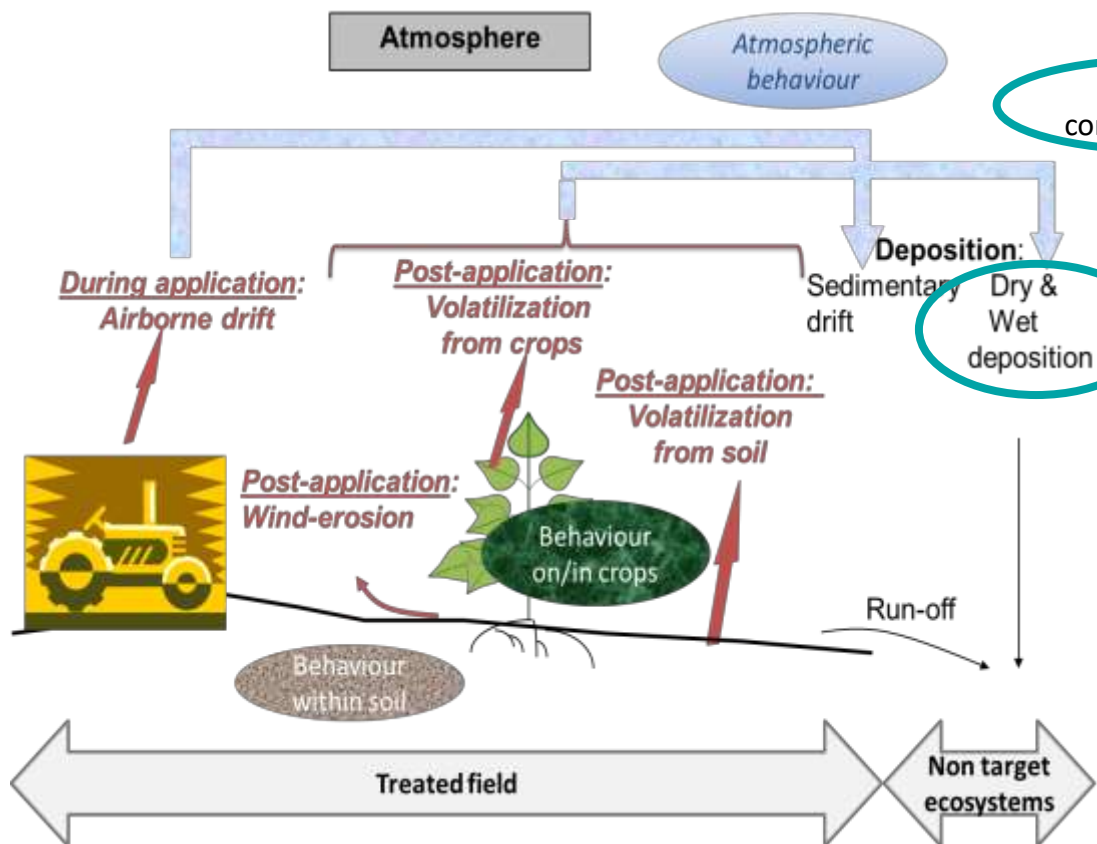 Atmosphere
Atmospheric
behaviour
During application:
Airborne drift
Post-application:
Volatilization
from crops
Deposition:
Sedimentary
drift
Dry &
Wet
deposition
Post-application:
Volatilization
from soil
Post-application:
Wind-erosion
Behaviour
on/in crops
Run-off
Behaviour
within soil
Treated field
Non target
ecosystems